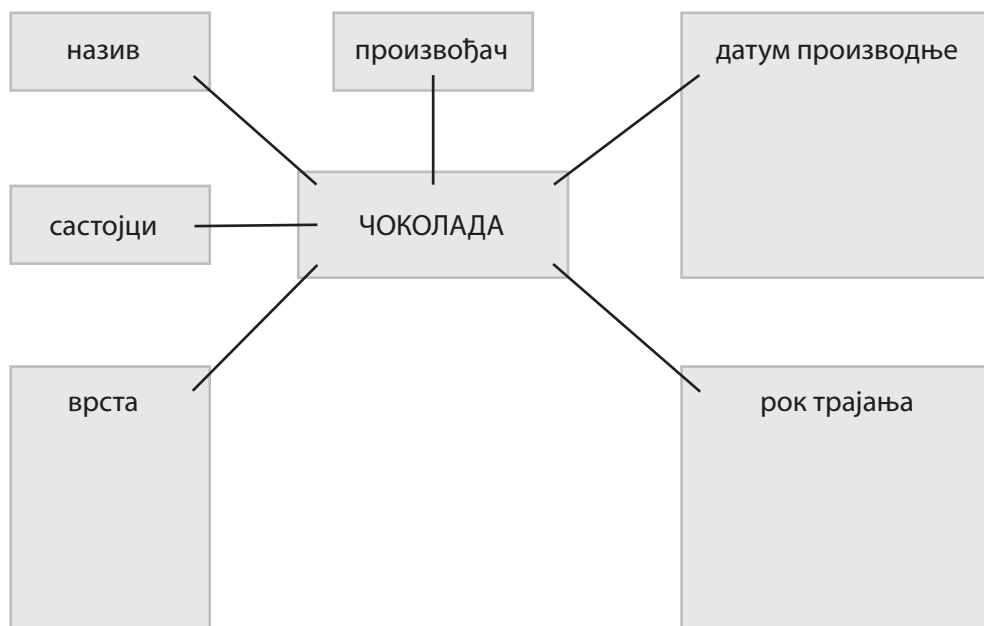 назив
произвођач
датум производње
састојци
ЧОКОЛАДА
врста
рок трајања